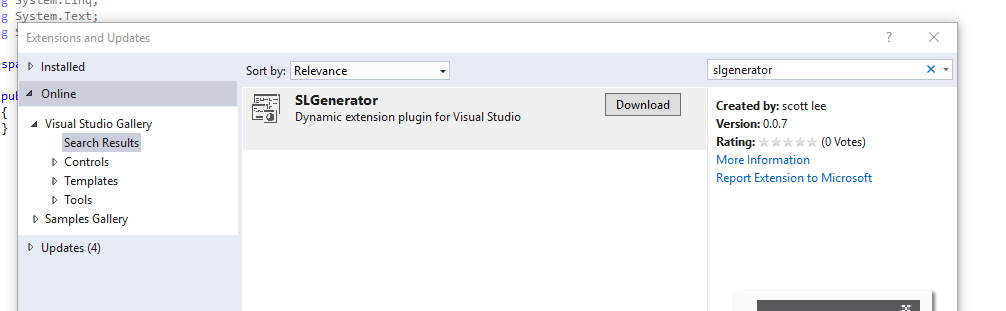 g System.Linq;
g System.Text;
Extensions and Updates
Installed
Online
Visual Studio Gallery
Search Results
Controls
Templates
Tools
Samples Gallery
Updates (4)
Sort by: Relevance
SLGenerator
Dynamic extension plugin for Visual Studio
Download
slgenerator
Created by: scott lee
Version: 0.0.7
Rating: (0 Votes)
More Information
Report Extension to Microsoft